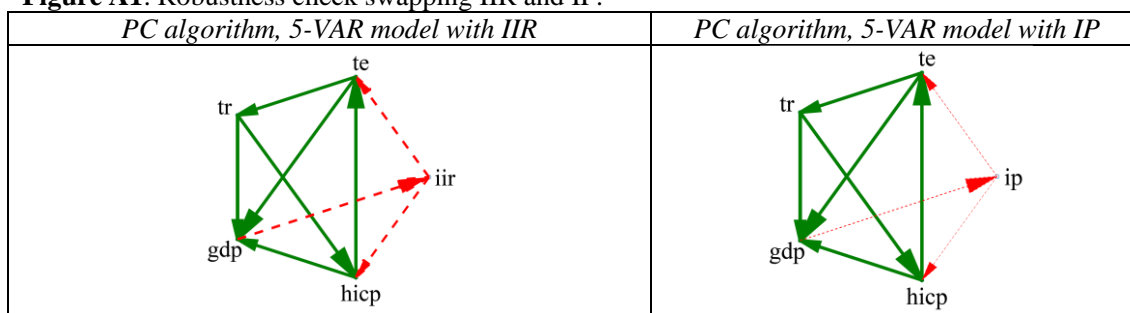 Figure A1. Robustness check swapping IIR and IP.
PC algorithm, 5-VAR model with IIR
PC algorithm, 5-VAR model with IP
te
tr
iir
gdp
hicp
te
tr
ip
gdp
hicp